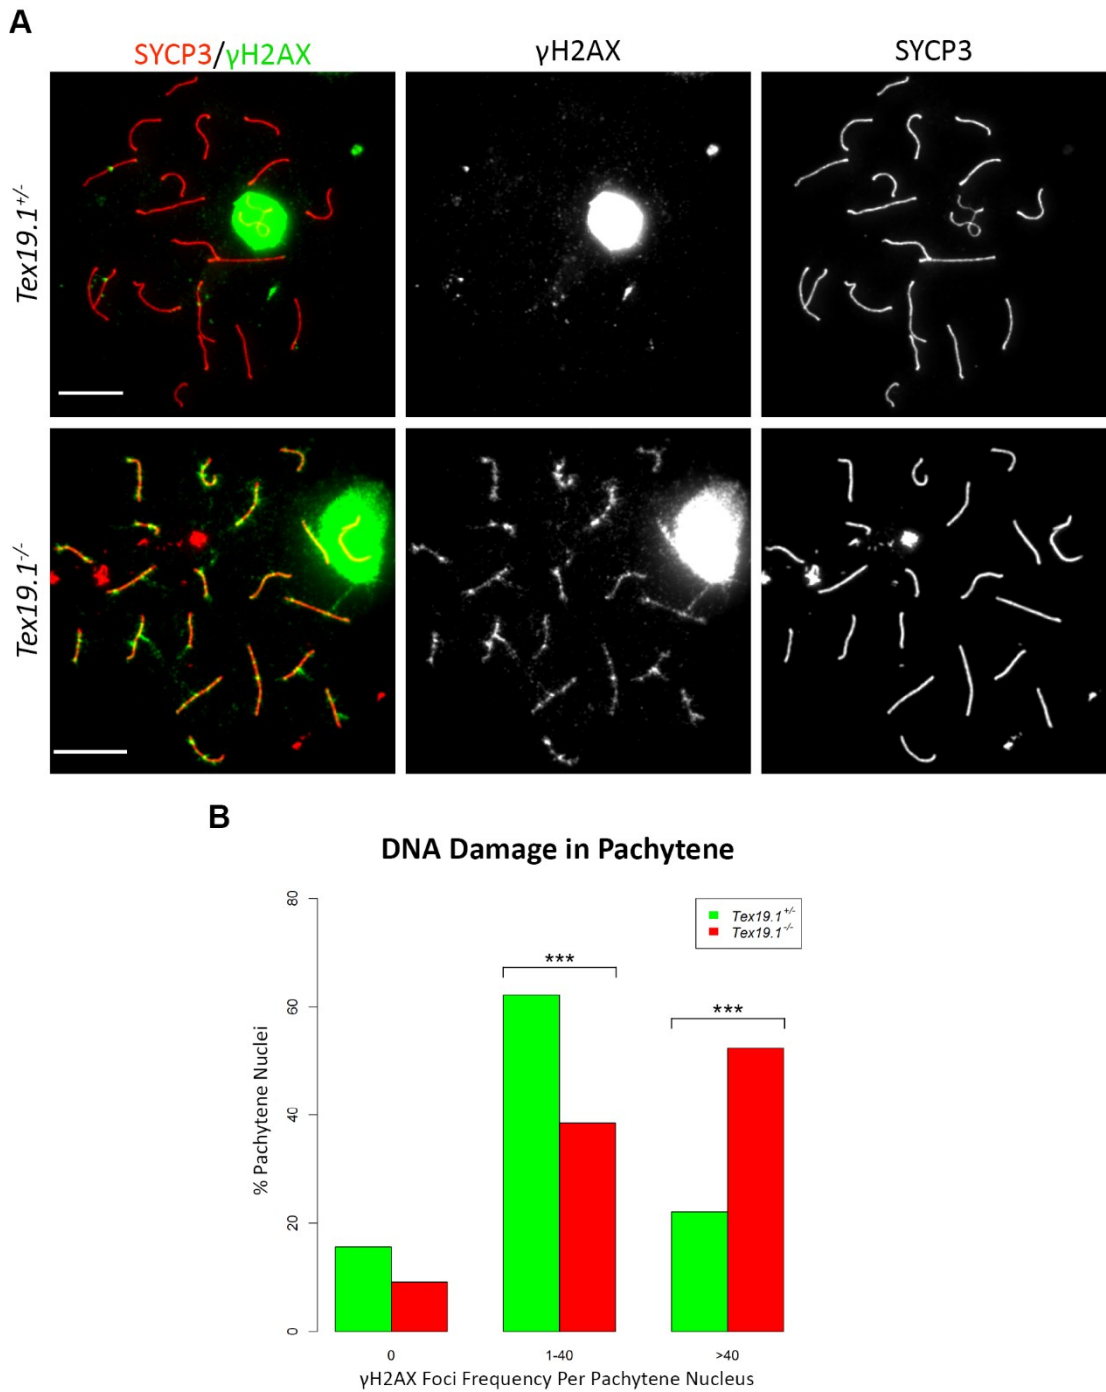 A
SYCP3/γH2AX
γH2AX
SYCP3
Tex19.1+/-
Tex19.1-/-
B
DNA Damage in Pachytene
80
60
40
20
0
% Pachytene Nuclei
Tex19.1+/-
Tex19.1-/-
***
***
0
1-40
>40
γH2AX Foci Frequency Per Pachytene Nucleus